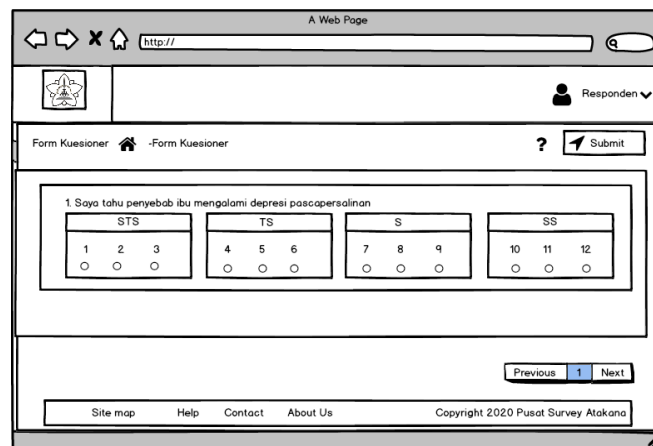 A Web Page
http://
Responden
Form Kuesioner -Form Kuesioner ? Submit
1. Saya tahu penyebab ibu mengalami depresi pascapersalinan
STS TS S SS
1 2 3 4 5 6 7 8 9 10 11 12
Previous 1 Next
Site map Help Contact About Us Copyright 2020 Pusat Survey Atakana